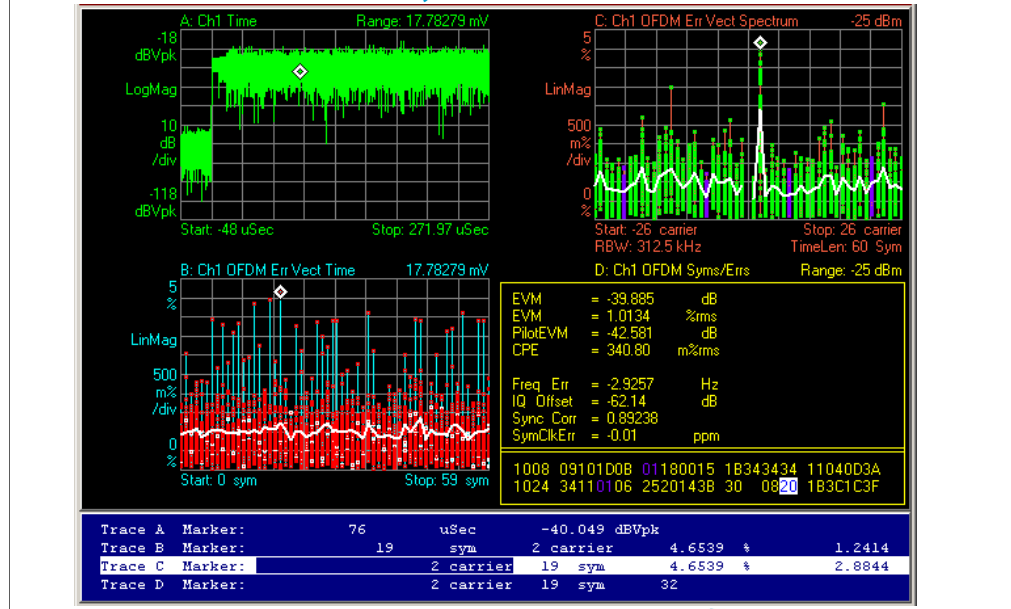 A: Ch1 Time Range: 17.78279 mV
-18
dBVpk
LogMag
10
dB
/div
-118
dBVpk
Start: -48 uSec Stop: 271.97 uSec
C: Ch1 OFDM Err Vect Spectrum -25 dBm
5
%
LinMag
500
m%
/div
0
%
Start: -26 carrier Stop: 26 carrier
RBW: 312.5 kHz TimeLen: 60 Sym
B: Ch1 OFDM Err Vect Time 17.78279 mV
5
%
LinMag
500
m%
/div
0
%
Start: 0 sym Stop: 59 sym
D: Ch1 OFDM Syms/Errs Range: -25 dBm
EVM = -39.885 dB
EVM = 1.0134 %rms
PilotEVM = -42.581 dB
CPE = 340.80 m%rms
Freq Err = -2.9257 Hz
IQ Offset = -62.14 dB
Sync Corr = 0.89238
SymClkErr = -0.01 ppm
1008 09101D0B 01180015 1B343434 11040D3A
1024 34110106 2520143B 30 0820 1B3C1C3F
Trace A Marker: 76 uSec -40.049 dBVpk
Trace B Marker: 19 sym 2 carrier 4.6539 % 1.2414
Trace C Marker: 2 carrier 19 sym 4.6539 % 2.8844
Trace D Marker: 2 carrier 19 sym 32